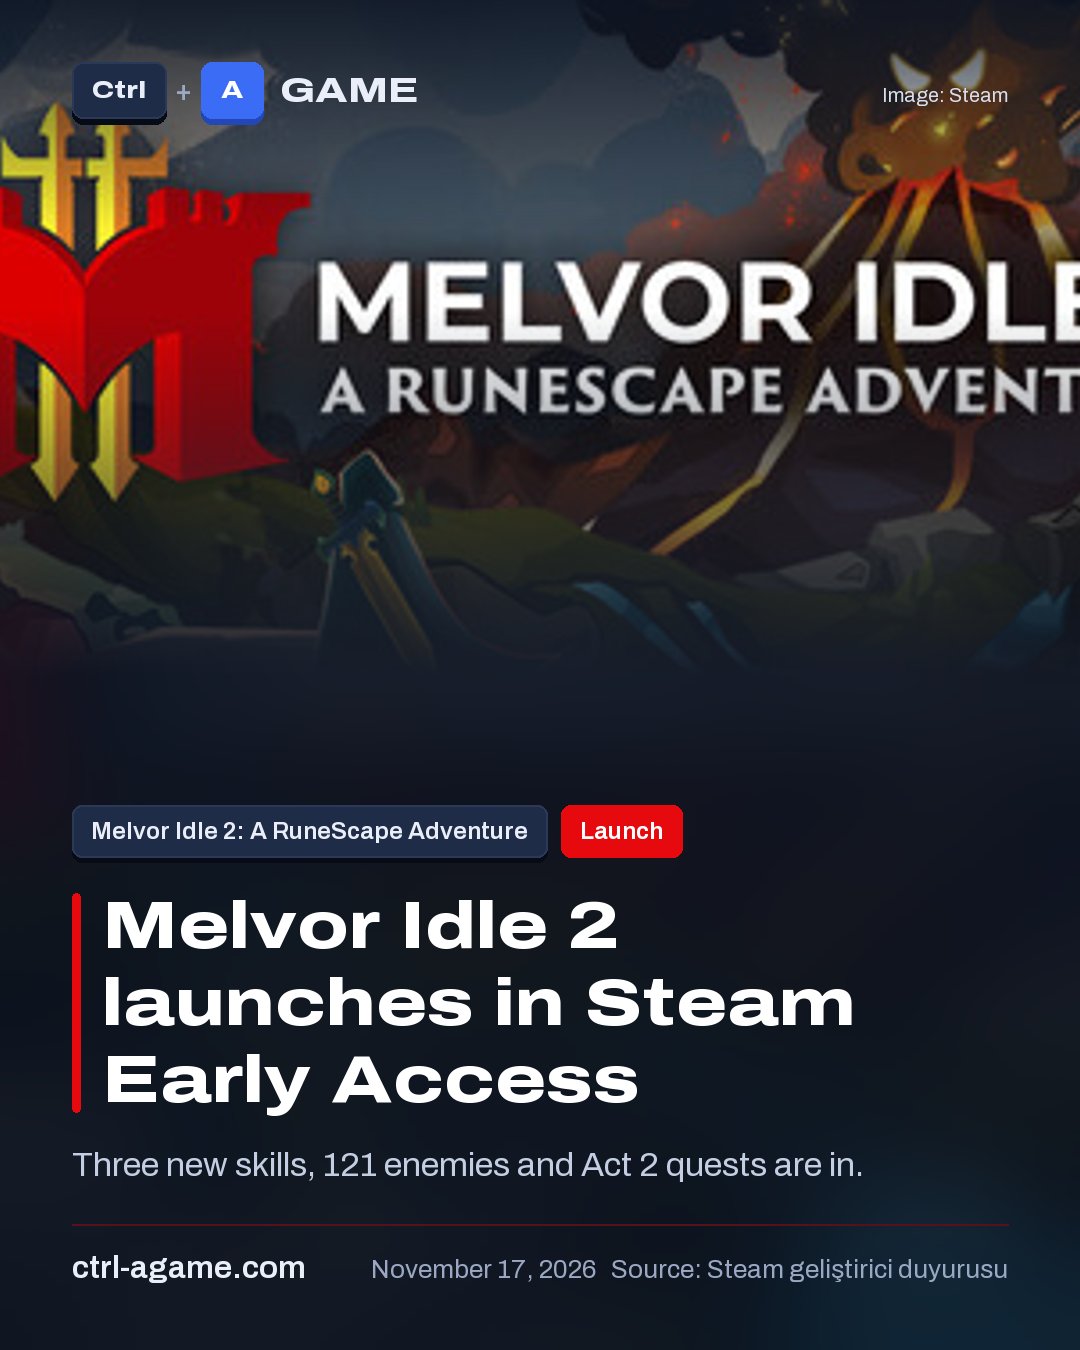 Ctrl + A GAME
Image: Steam
MELVOR IDLE
A RUNESCAPE ADVENT
Melvor Idle 2: A RuneScape Adventure
Launch
Melvor Idle 2
launches in Steam
Early Access
Three new skills, 121 enemies and Act 2 quests are in.
ctrl-agame.com
November 17, 2026 Source: Steam geliştirici duyurusu